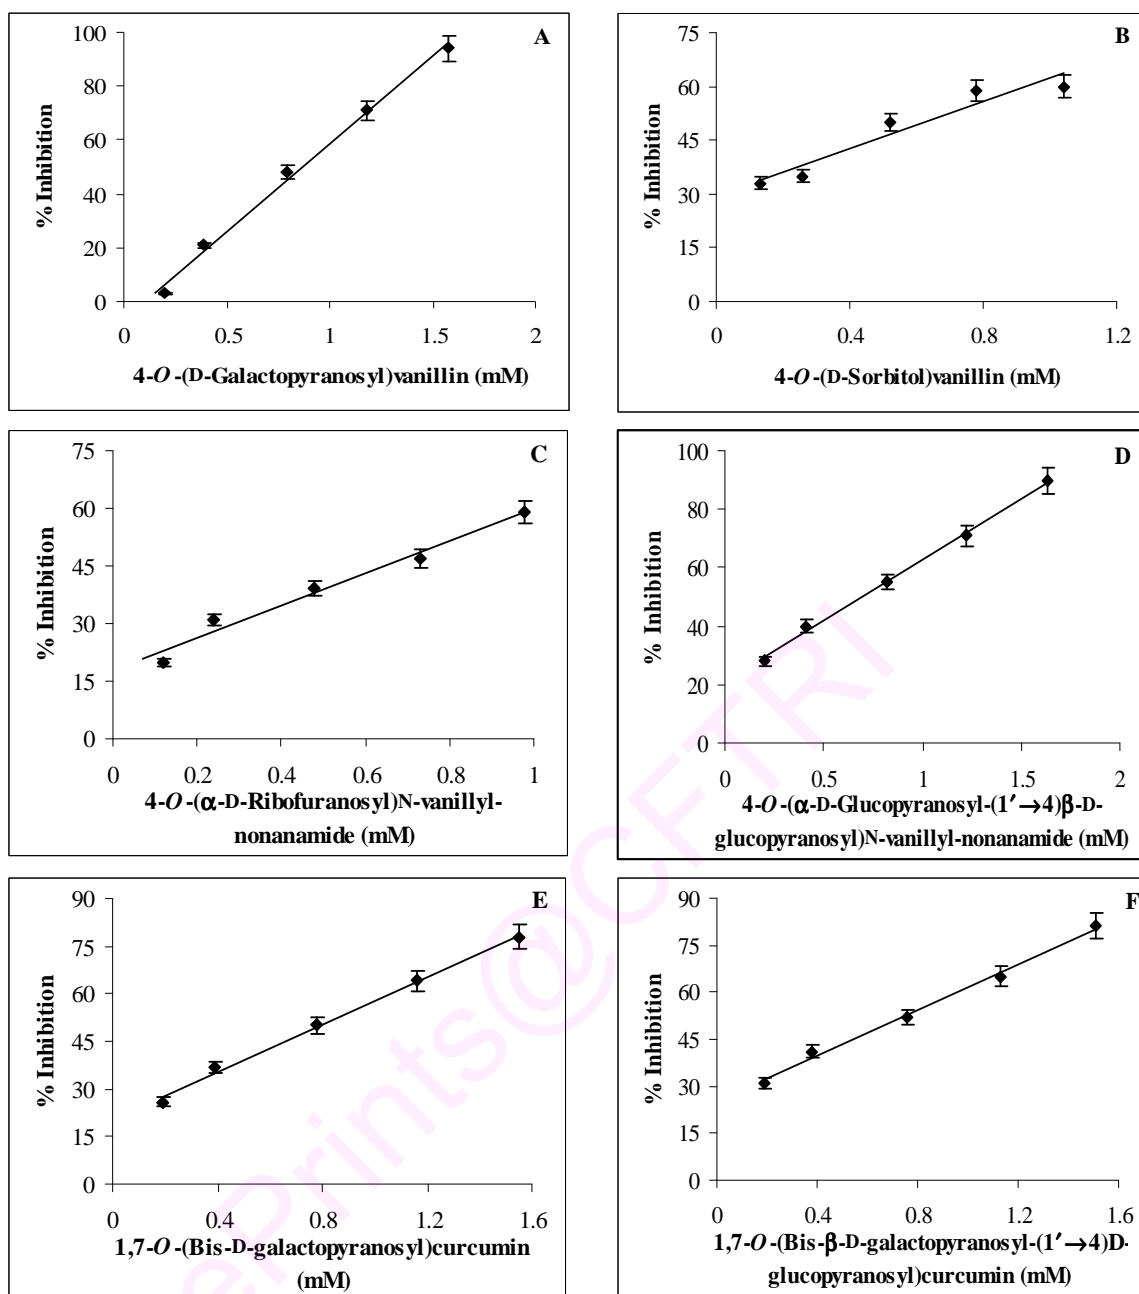 A
% Inhibition
100
80
60
40
20
0
0 0.5 1 1.5 2
4-O-(D-Galactopyranosyl)vanillin (mM)
B
% Inhibition
75
60
45
30
15
0
0 0.4 0.8 1.2
4-O-(D-Sorbitol)vanillin (mM)
C
% Inhibition
75
60
45
30
15
0
0 0.2 0.4 0.6 0.8 1
4-O-(α-D-Ribofuranosyl)N-vanillyl-
nonanamide (mM)
D
% Inhibition
100
80
60
40
20
0
0 0.5 1 1.5 2
4-O-(α-D-Glucopyranosyl-(1′→4)β-D-
glucopyranosyl)N-vanillyl-nonanamide (mM)
E
% Inhibition
90
75
60
45
30
15
0
0 0.4 0.8 1.2 1.6
1,7-O-(Bis-D-galactopyranosyl)curcumin
(mM)
F
% Inhibition
90
75
60
45
30
15
0
0 0.4 0.8 1.2 1.6
1,7-O-(Bis-β-D-galactopyranosyl-(1′→4)D-
glucopyranosyl)curcumin (mM)
ePrints@CFTRI